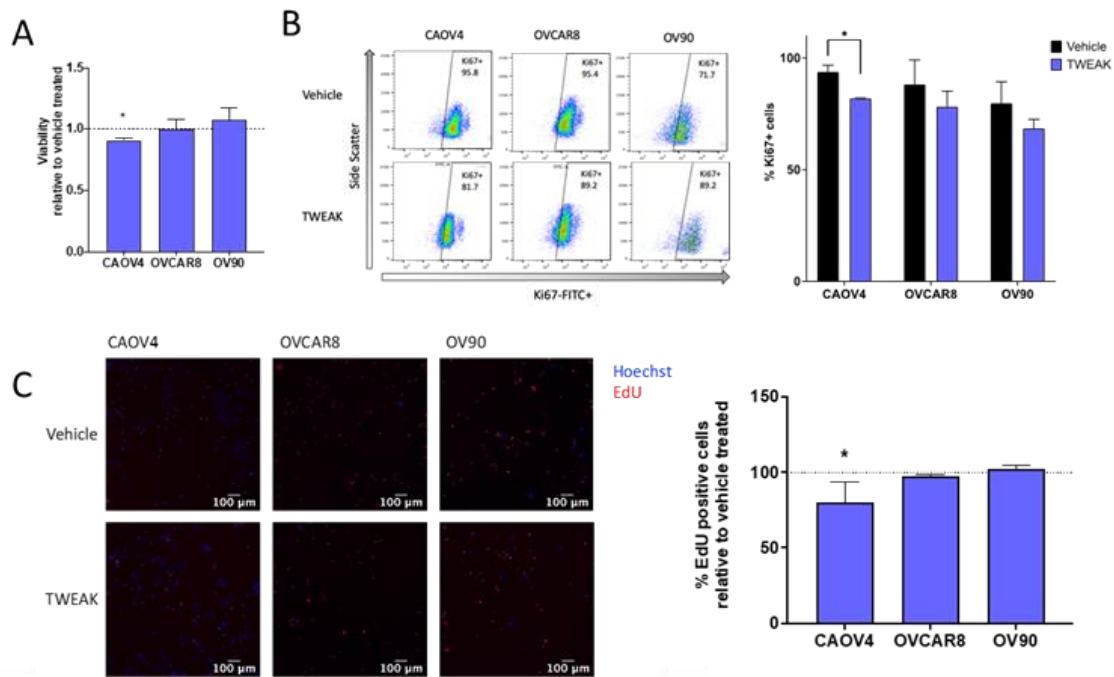 A
Viability
relative to vehicle treated
1.5
1.0
0.5
0.0
*
CAOV4 OVCAR8 OV90
B
CAOV4 OVCAR8 OV90
Vehicle
TWEAK
Side Scatter
Ki67+
95.8
Ki67+
95.4
Ki67+
71.7
Ki67+
81.7
Ki67+
89.2
Ki67+
89.2
Ki67-FITC+
% Ki67+ cells
100
50
0
*
Vehicle
TWEAK
CAOV4 OVCAR8 OV90
C
CAOV4 OVCAR8 OV90
Hoechst
EdU
Vehicle
100 µm 100 µm 100 µm
TWEAK
100 µm 100 µm 100 µm
% EdU positive cells
relative to vehicle treated
150
100
50
0
*
CAOV4 OVCAR8 OV90